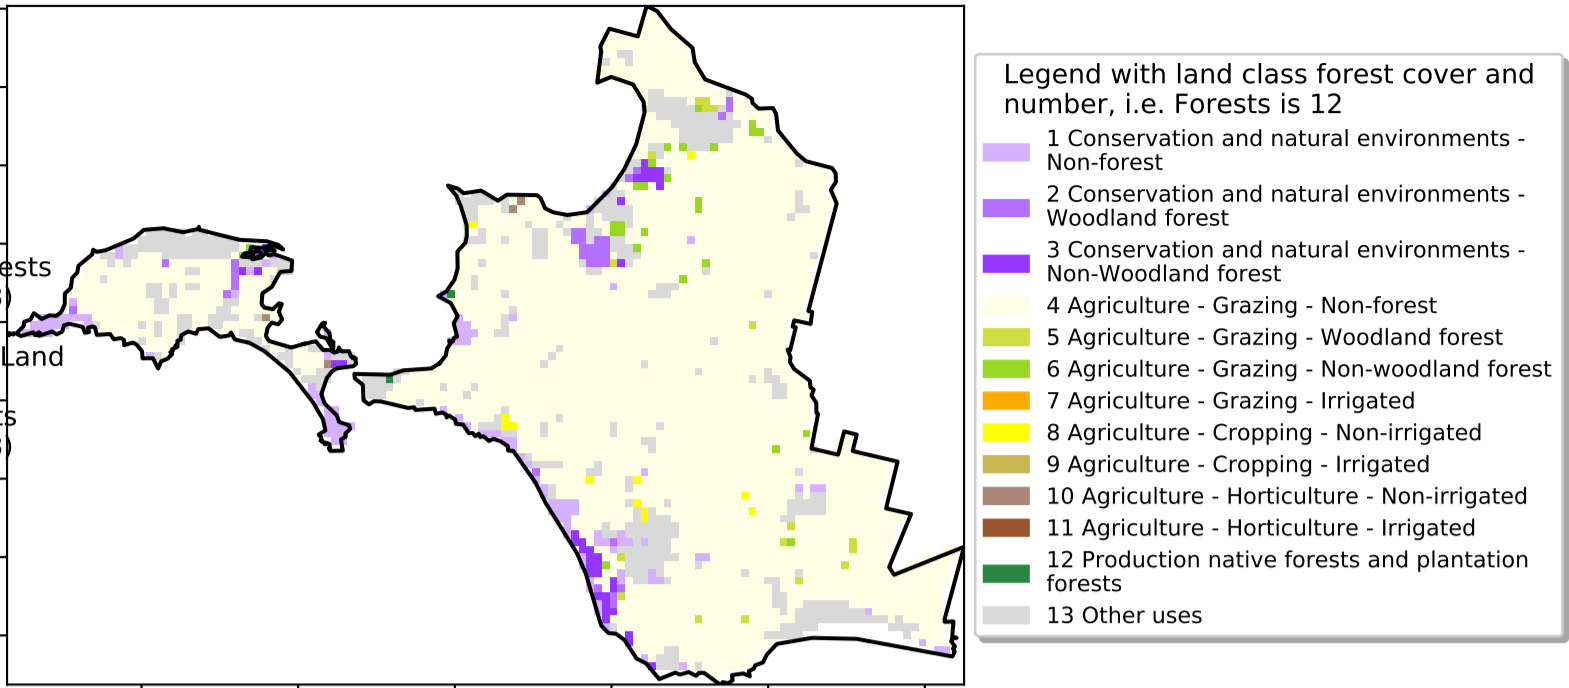 ests
)
Land
ts
)
Legend with land class forest cover and
number, i.e. Forests is 12
1 Conservation and natural environments -
Non-forest
2 Conservation and natural environments -
Woodland forest
3 Conservation and natural environments -
Non-Woodland forest
4 Agriculture - Grazing - Non-forest
5 Agriculture - Grazing - Woodland forest
6 Agriculture - Grazing - Non-woodland forest
7 Agriculture - Grazing - Irrigated
8 Agriculture - Cropping - Non-irrigated
9 Agriculture - Cropping - Irrigated
10 Agriculture - Horticulture - Non-irrigated
11 Agriculture - Horticulture - Irrigated
12 Production native forests and plantation
forests
13 Other uses